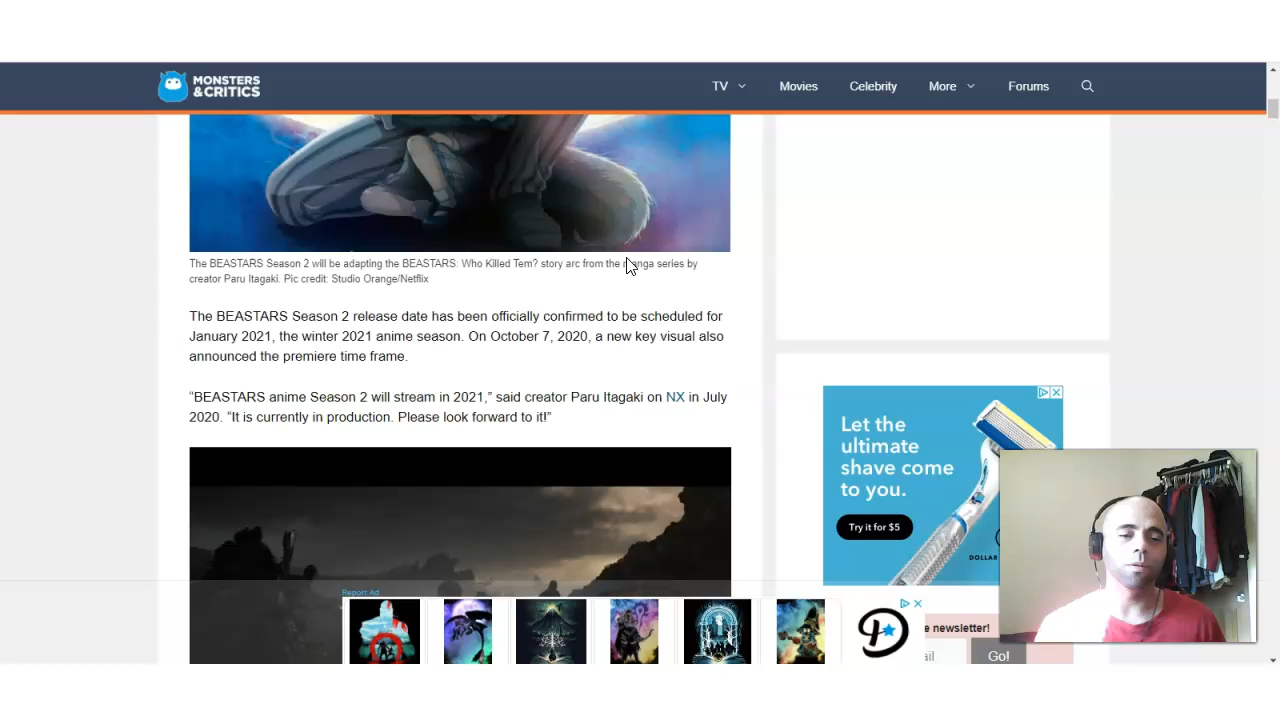 MONSTERS
& CRITICS
TV
Movies
Celebrity
More
Forums
The BEASTARS Season 2 will be adapting the BEASTARS: Who Killed Tem? story arc from the manga series by
creator Paru Itagaki. Pic credit: Studio Orange/Netflix
The BEASTARS Season 2 release date has been officially confirmed to be scheduled for
January 2021, the winter 2021 anime season. On October 7, 2020, a new key visual also
announced the premiere time frame.
“BEASTARS anime Season 2 will stream in 2021,” said creator Paru Itagaki on NX in July
2020. “It is currently in production. Please look forward to it!”
Let the
ultimate
shave come
to you.
Try it for $5
DOLLAR
Report Ad
D
e newsletter!
ail
Go!